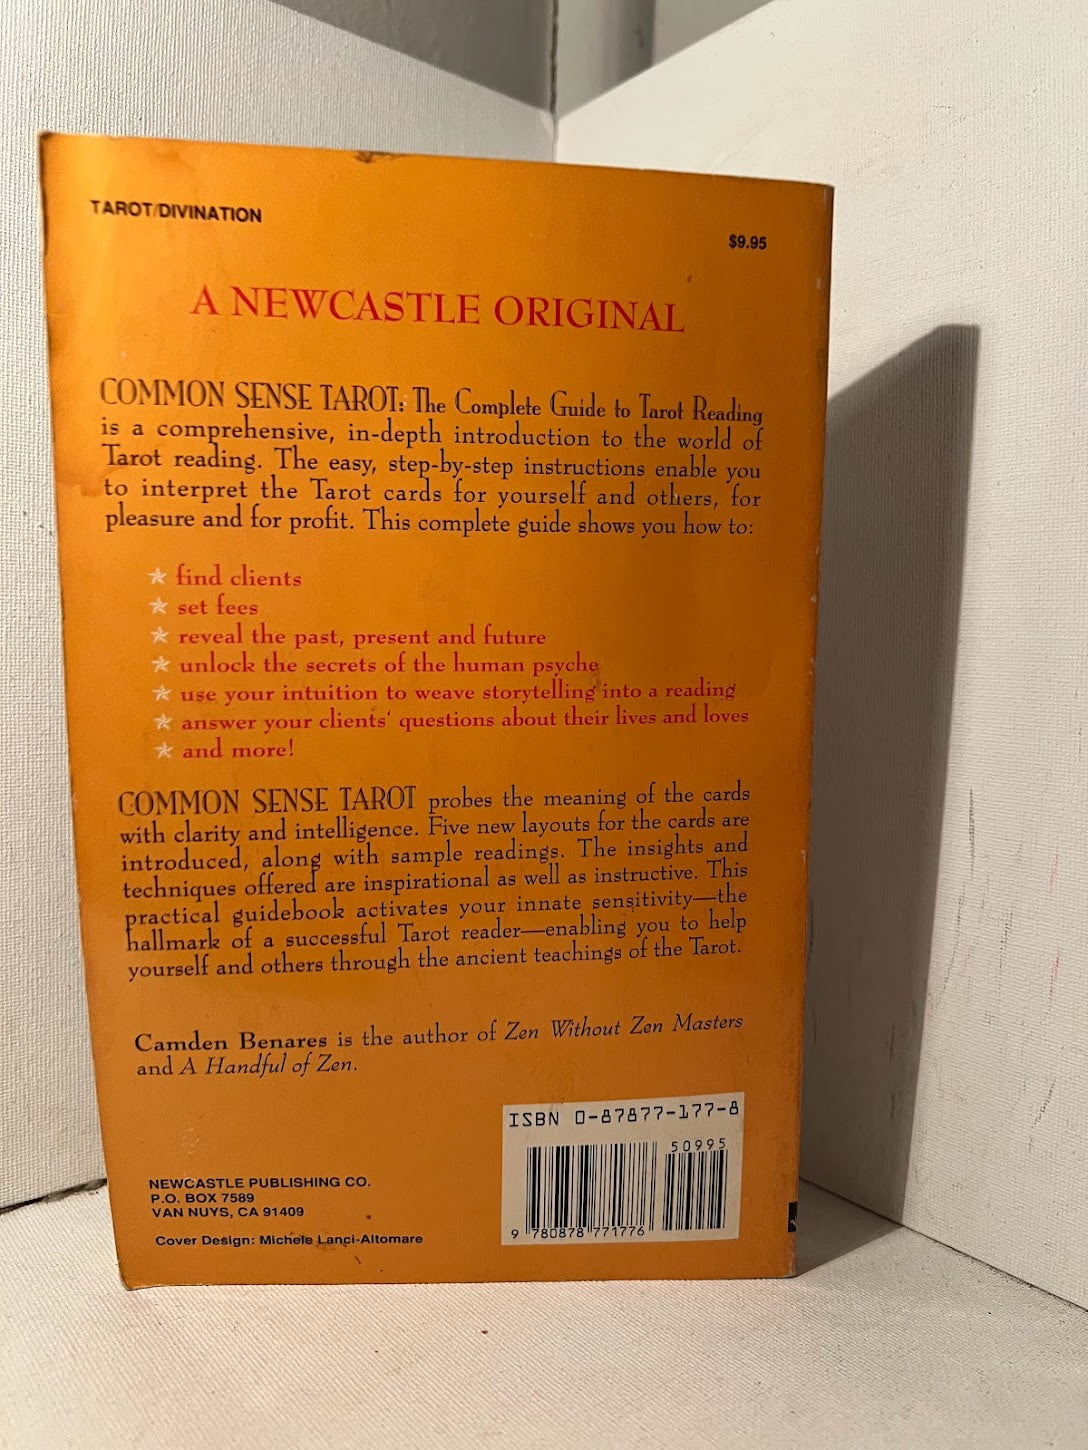 TAROT/DIVINATION
$9.95
A NEWCASTLE ORIGINAL
COMMON SENSE TAROT: The Complete Guide to Tarot Reading
is a comprehensive, in-depth introduction to the world of
Tarot reading. The easy, step-by-step instructions enable you
to interpret the Tarot cards for yourself and others, for
pleasure and for profit. This complete guide shows you how to:
find clients
set fees
reveal the past, present and future
unlock the secrets of the human psyche
use your intuition to weave storytelling into a reading
answer your clients' questions about their lives and loves
and more!
COMMON SENSE TAROT probes the meaning of the cards
with clarity and intelligence. Five new layouts for the cards are
introduced, along with sample readings. The insights and
techniques offered are inspirational as well as instructive. This
practical guidebook activates your innate sensitivity—the
hallmark of a successful Tarot reader—enabling you to help
yourself and others through the ancient teachings of the Tarot.
Camden Benares is the author of Zen Without Zen Masters
and A Handful of Zen.
ISBN 0-87877-177-8
50995
9 780878 771776
NEWCASTLE PUBLISHING CO.
P.O. BOX 7589
VAN NUYS, CA 91409
Cover Design: Michele Lanci-Altomare